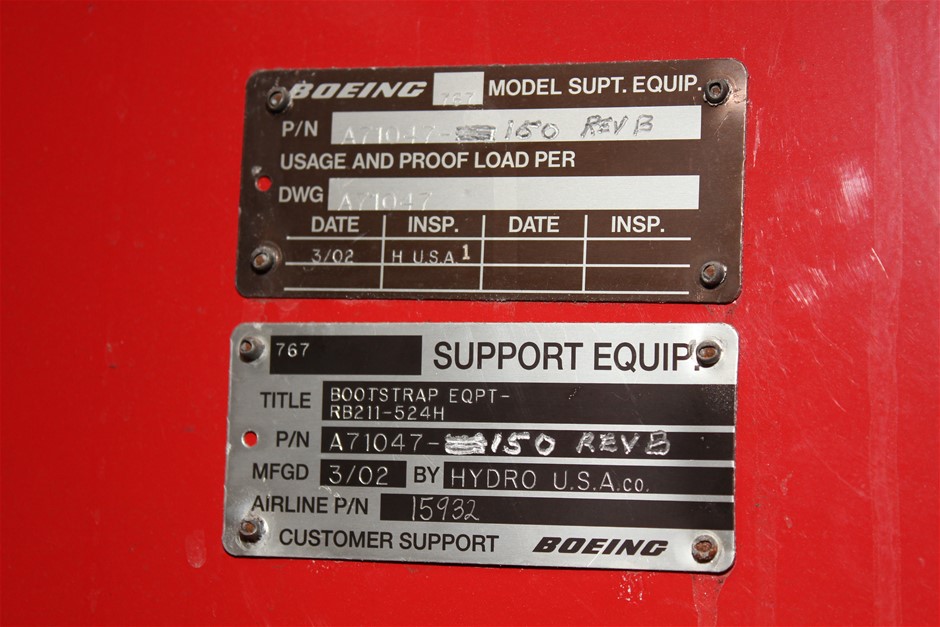 BOEING 767 MODEL SUPT. EQUIP.
P/N A71047- 150 REV B
USAGE AND PROOF LOAD PER
DWG A71047
DATE INSP. DATE INSP.
3/02 H U.S.A. 1
767 SUPPORT EQUIP.
TITLE BOOTSTRAP EQPT-
RB211-524H
P/N A71047- 150 REV B
MFGD 3/02 BY HYDRO U.S.A.co.
AIRLINE P/N 15932
CUSTOMER SUPPORT BOEING